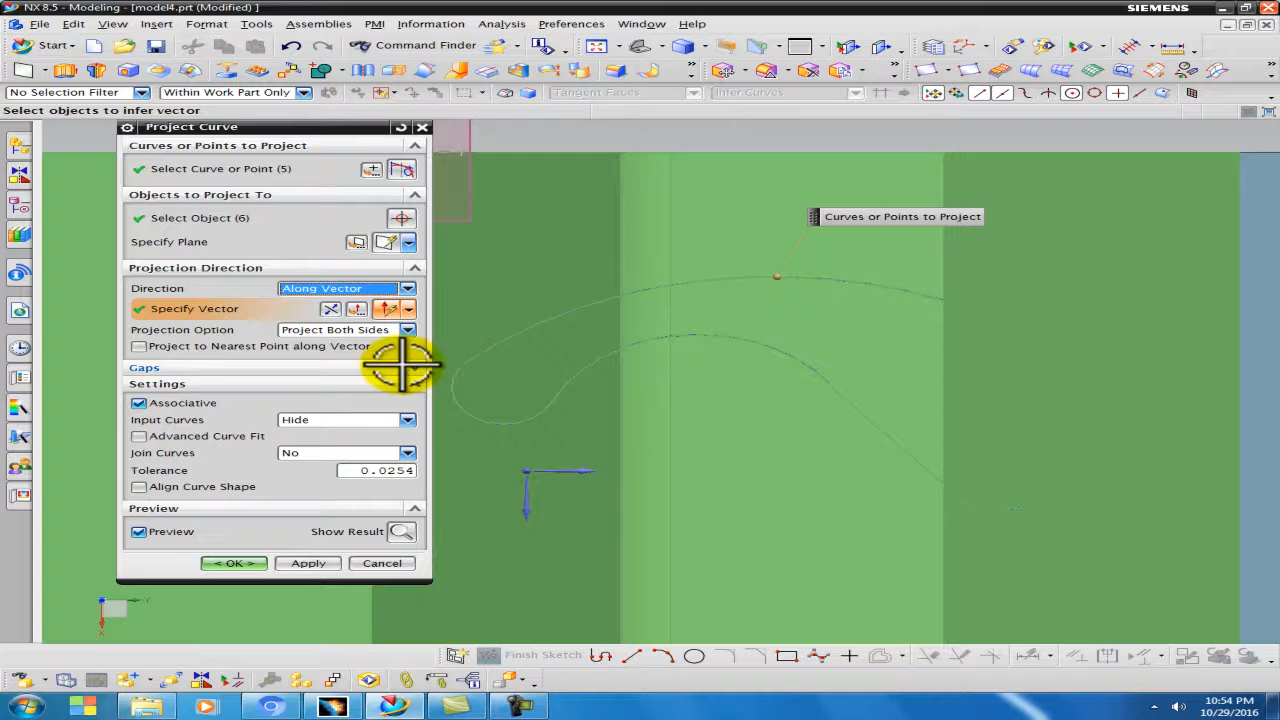 NX 8.5 - Modeling - [model4.prt (Modified) ]
SIEMENS
File Edit View Insert Format Tools Assemblies PMI Information Analysis Preferences Window Help
Start Command Finder
No Selection Filter Within Work Part Only Tangent Faces Infer Curves
Select objects to infer vector
Project Curve
Curves or Points to Project
Select Curve or Point (5)
Objects to Project To
Select Object (6)
Specify Plane
Projection Direction
Direction Along Vector
Specify Vector
Projection Option Project Both Sides
Project to Nearest Point along Vector
Gaps
Settings
Associative
Input Curves Hide
Advanced Curve Fit
Join Curves No
Tolerance 0.0254
Align Curve Shape
Preview
Preview Show Result
< OK > Apply Cancel
Curves or Points to Project
Y
X
Finish Sketch
10:54 PM
10/29/2016